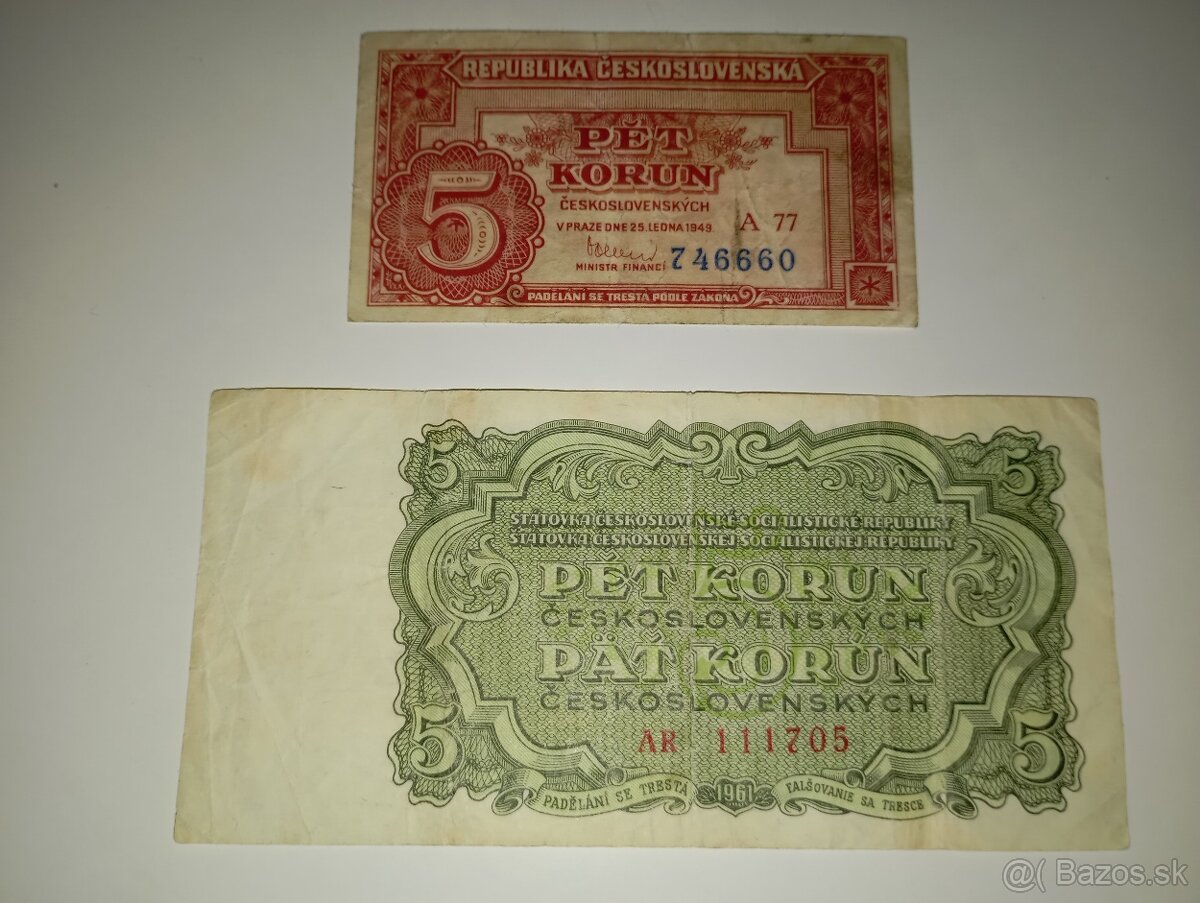 REPUBLIKA ČESKOSLOVENSKÁ
PĚT
KORUN
ČESKOSLOVENSKÝCH
V PRAZE DNE 25. LEDNA 1949.
A 77
5
MINISTR FINANCÍ
746660
PADĚLÁNÍ SE TRESTÁ PODLE ZÁKONA
5
5
STÁTOVKA ČESKOSLOVENSKÉ SOCIALISTICKÉ REPUBLIKY
ŠTÁTOVKA ČESKOSLOVENSKEJ SOCIALISTICKEJ REPUBLIKY
PĚT KORUN
ČESKOSLOVENSKÝCH
PÄŤ KORÚN
ČESKOSLOVENSKÝCH
5
AR 111705
5
PADĚLÁNÍ SE TRESTÁ
1961
FALŠOVANIE SA TRESCE
@( Bazos.sk